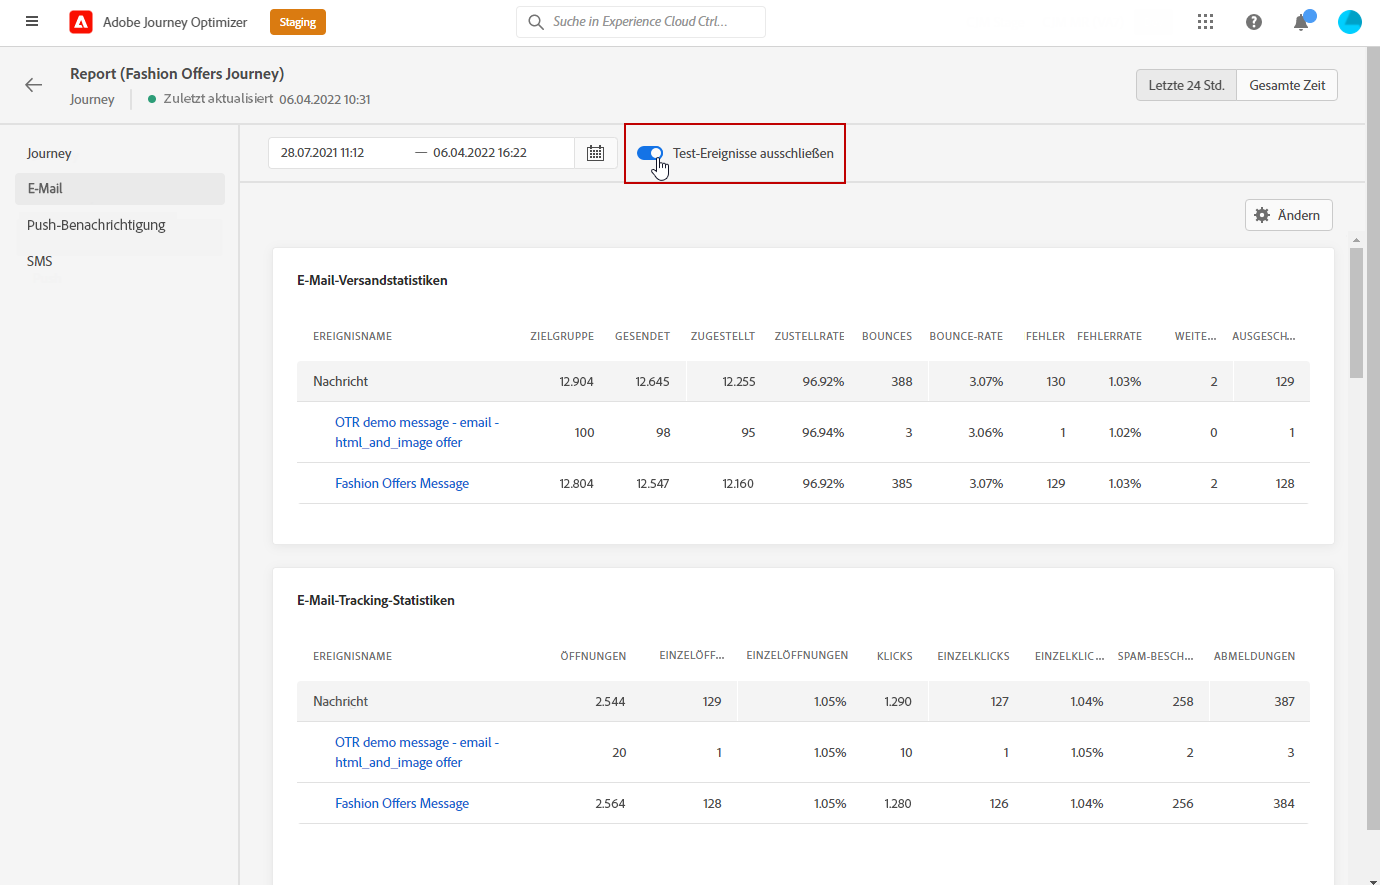 Adobe Journey Optimizer Staging Suche in Experience Cloud Ctrl...
Report (Fashion Offers Journey)
Journey Zuletzt aktualisiert 06.04.2022 10:31
Letzte 24 Std. Gesamte Zeit
Journey
E-Mail
Push-Benachrichtigung
SMS
28.07.2021 11:12 — 06.04.2022 16:22 Test-Ereignisse ausschließen
Ändern
E-Mail-Versandstatistiken
EREIGNISNAME ZIELGRUPPE GESENDET ZUGESTELLT ZUSTELLRATE BOUNCES BOUNCE-RATE FEHLER FEHLERRATE WEITE... AUSGESCH...
Nachricht 12.904 12.645 12.255 96.92% 388 3.07% 130 1.03% 2 129
OTR demo message - email -
html_and_image offer 100 98 95 96.94% 3 3.06% 1 1.02% 0 1
Fashion Offers Message 12.804 12.547 12.160 96.92% 385 3.07% 129 1.03% 2 128
E-Mail-Tracking-Statistiken
EREIGNISNAME ÖFFNUNGEN EINZELÖFF... EINZELÖFFNUNGEN KLICKS EINZELKLICKS EINZELKLIC... SPAM-BESCH... ABMELDUNGEN
Nachricht 2.544 129 1.05% 1.290 127 1.04% 258 387
OTR demo message - email -
html_and_image offer 20 1 1.05% 10 1 1.05% 2 3
Fashion Offers Message 2.564 128 1.05% 1.280 126 1.04% 256 384